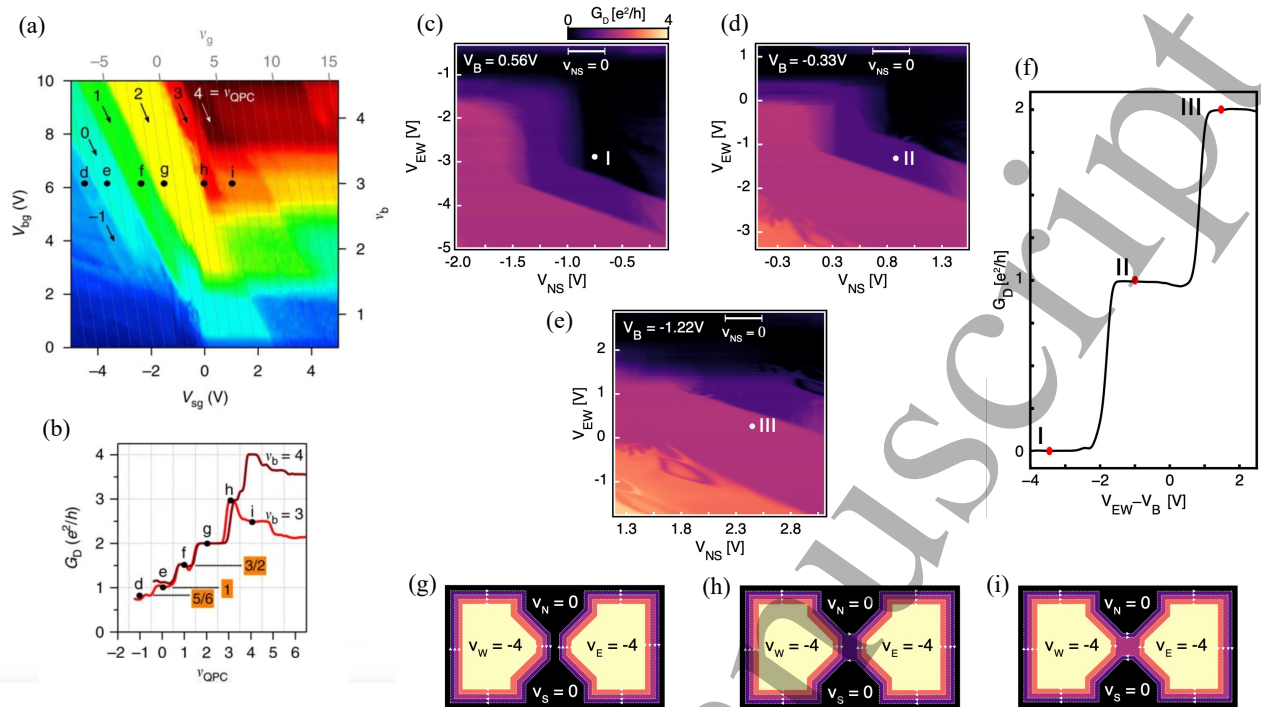 (a)
ν_g
−5 0 5 10 15
1 2 3 4 = ν_QPC
0
d e f g h i
−1
V_bg (V)
10
8
6
4
2
0
4
3
2
1
ν_b
−4 −2 0 2 4
V_sg (V)
(b)
G_D (e²/h)
4
3
2
1
0
ν_b = 4
ν_b = 3
d e f g h i
5/6
1
3/2
−2 −1 0 1 2 3 4 5 6
ν_QPC
(c)
0 G_D [e²/h] 4
V_B = 0.56V
ν_NS = 0
V_EW [V]
-1
-2
-3
-4
-5
I
-2.0 -1.5 -1.0 -0.5
V_NS [V]
(d)
V_B = -0.33V
ν_NS = 0
V_EW [V]
1
0
-1
-2
-3
II
-0.3 0.3 0.8 1.3
V_NS [V]
(e)
V_B = -1.22V
ν_NS = 0
V_EW [V]
2
1
0
-1
III
1.3 1.8 2.3 2.8
V_NS [V]
(f)
G_D [e²/h]
2
1
0
III
II
I
−4 −2 0 2
V_EW−V_B [V]
(g)
ν_N = 0
ν_W = -4 ν_E = -4
ν_S = 0
(h)
ν_N = 0
ν_W = -4 ν_E = -4
ν_S = 0
(i)
ν_N = 0
ν_W = -4 ν_E = -4
ν_S = 0
nuscript